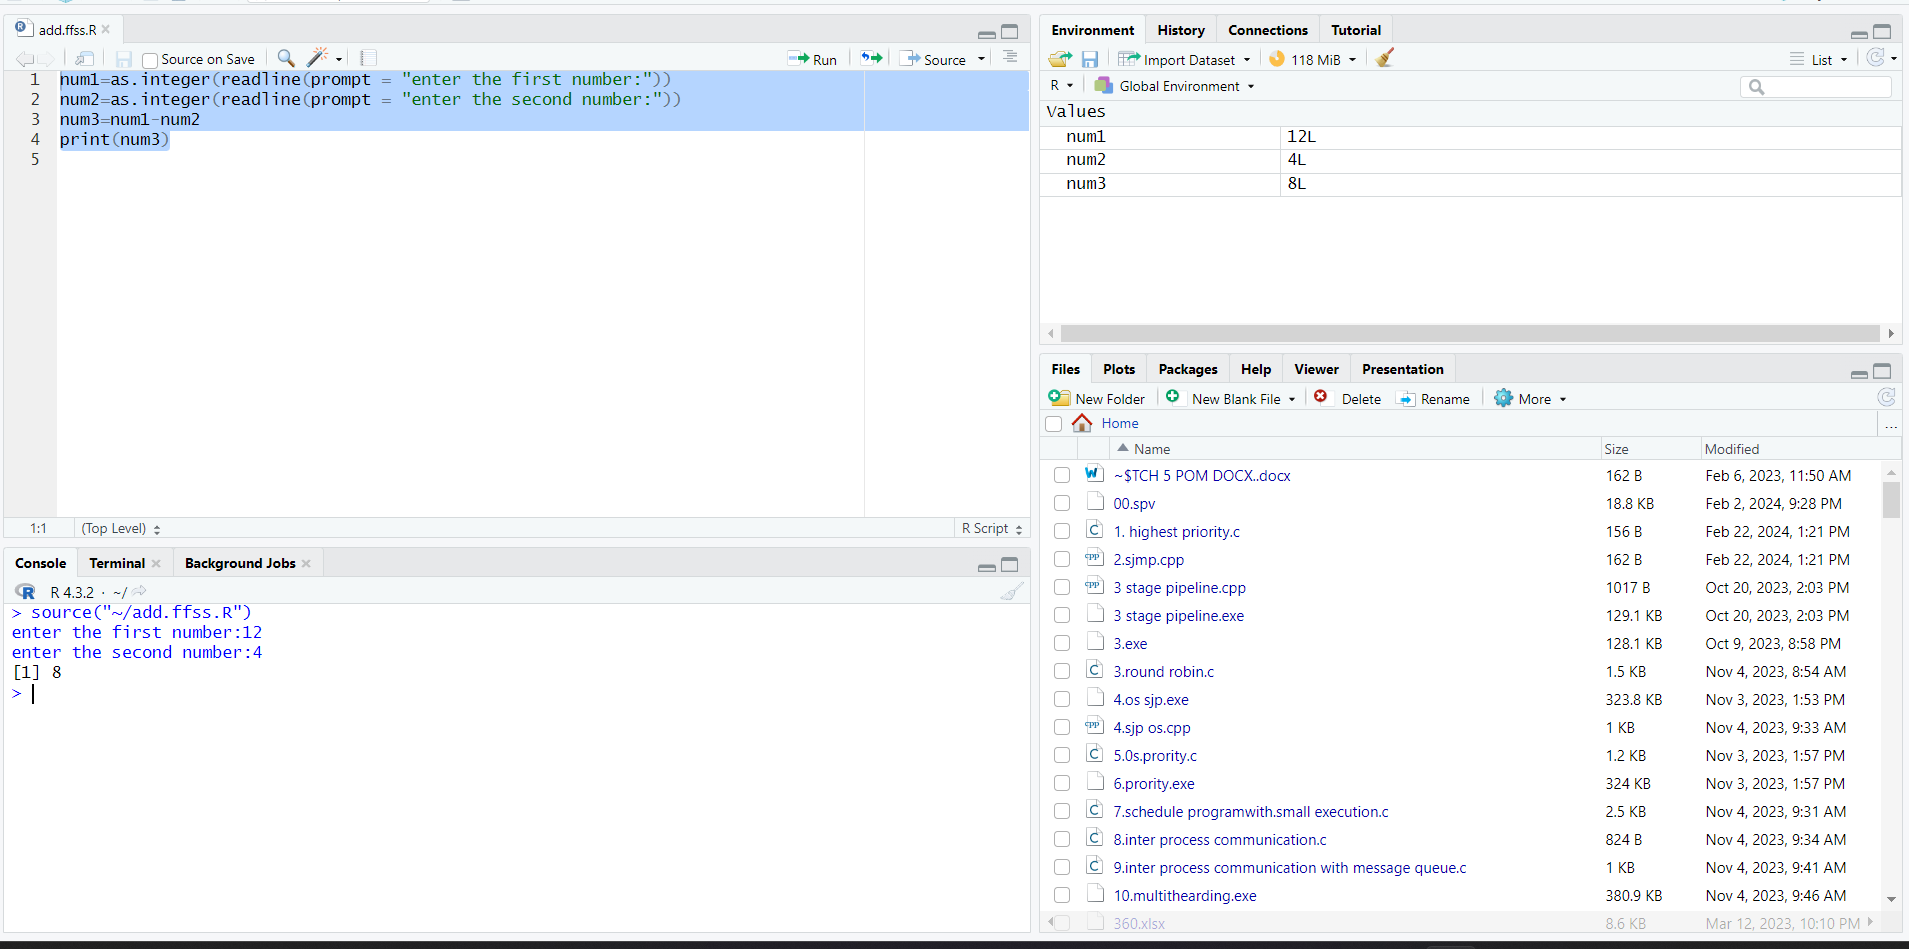 add.ffss.R
Source on Save
Run
Source
1 num1=as.integer(readline(prompt = "enter the first number:"))
2 num2=as.integer(readline(prompt = "enter the second number:"))
3 num3=num1-num2
4 print(num3)
5
1:1 (Top Level) R Script
Console Terminal Background Jobs
R 4.3.2 · ~/
> source("~/add.ffss.R")
enter the first number:12
enter the second number:4
[1] 8
>
Environment History Connections Tutorial
Import Dataset 118 MiB List
R Global Environment
Values
num1 12L
num2 4L
num3 8L
Files Plots Packages Help Viewer Presentation
New Folder New Blank File Delete Rename More
Home ...
Name Size Modified
~$TCH 5 POM DOCX..docx 162 B Feb 6, 2023, 11:50 AM
00.spv 18.8 KB Feb 2, 2024, 9:28 PM
1. highest priority.c 156 B Feb 22, 2024, 1:21 PM
2.sjmp.cpp 162 B Feb 22, 2024, 1:21 PM
3 stage pipeline.cpp 1017 B Oct 20, 2023, 2:03 PM
3 stage pipeline.exe 129.1 KB Oct 20, 2023, 2:03 PM
3.exe 128.1 KB Oct 9, 2023, 8:58 PM
3.round robin.c 1.5 KB Nov 4, 2023, 8:54 AM
4.os sjp.exe 323.8 KB Nov 3, 2023, 1:53 PM
4.sjp os.cpp 1 KB Nov 4, 2023, 9:33 AM
5.0s.prority.c 1.2 KB Nov 3, 2023, 1:57 PM
6.prority.exe 324 KB Nov 3, 2023, 1:57 PM
7.schedule programwith.small execution.c 2.5 KB Nov 4, 2023, 9:31 AM
8.inter process communication.c 824 B Nov 4, 2023, 9:34 AM
9.inter process communication with message queue.c 1 KB Nov 4, 2023, 9:41 AM
10.multithearding.exe 380.9 KB Nov 4, 2023, 9:46 AM
360.xlsx 8.6 KB Mar 12, 2023, 10:10 PM